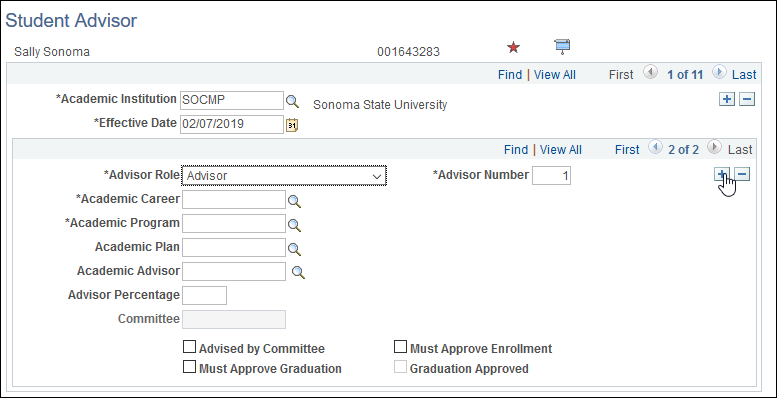 Student Advisor
Sally Sonoma 001643283
Find | View All First 1 of 11 Last
*Academic Institution SOCMP Sonoma State University
*Effective Date 02/07/2019 31
Find | View All First 2 of 2 Last
*Advisor Role Advisor *Advisor Number 1
*Academic Career
*Academic Program
Academic Plan
Academic Advisor
Advisor Percentage
Committee
Advised by Committee Must Approve Enrollment
Must Approve Graduation Graduation Approved